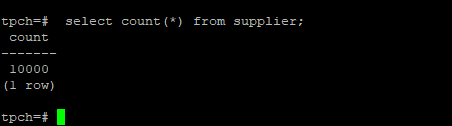 tpch=#  select count(*) from supplier;
 count
-------
 10000
(1 row)
tpch=#